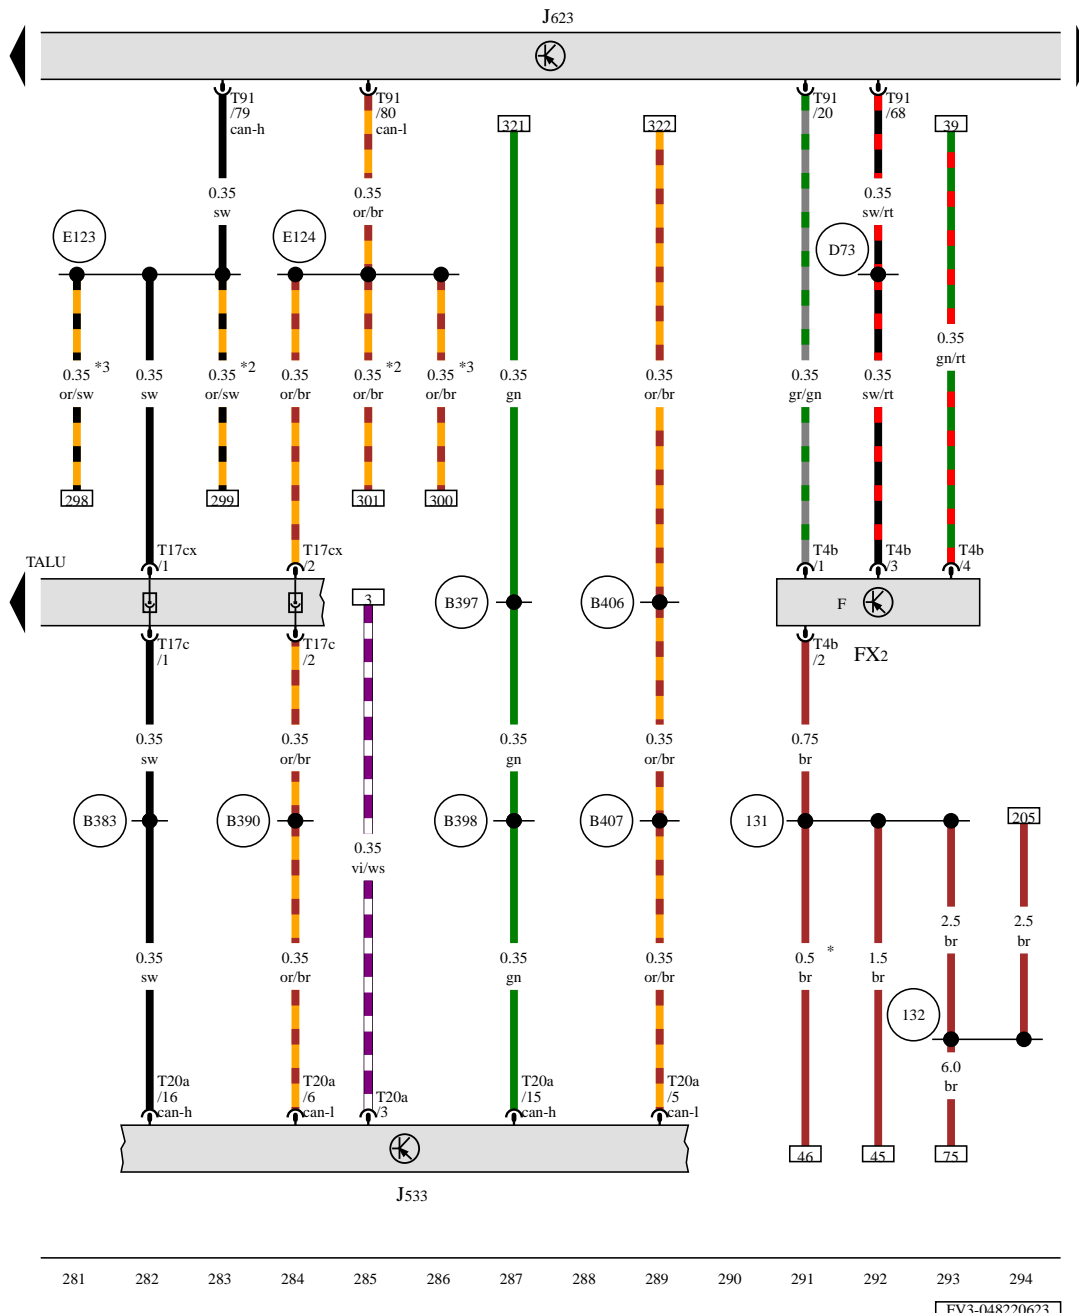 J623
T91
/79
can-h
T91
/80
can-l
T91
/20
T91
/68
321
322
39
0.35
sw
0.35
or/br
0.35
sw/rt
E123
E124
D73
0.35
gn/rt
0.35 *3
or/sw
0.35
sw
0.35 *2
or/sw
0.35
or/br
0.35 *2
or/br
0.35 *3
or/br
0.35
gn
0.35
or/br
0.35
gr/gn
0.35
sw/rt
298
299
301
300
TALU
T17cx
/1
T17cx
/2
T4b
/1
T4b
/3
T4b
/4
3
B397
B406
F
T17c
/1
T17c
/2
T4b
/2
FX2
0.35
sw
0.35
or/br
0.35
gn
0.35
or/br
0.75
br
B383
B390
B398
B407
131
205
0.35
vi/ws
2.5
br
2.5
br
0.35
sw
0.35
or/br
0.35
gn
0.35
or/br
0.5 *
br
1.5
br
132
6.0
br
T20a
/16
can-h
T20a
/6
can-l
T20a
/3
T20a
/15
can-h
T20a
/5
can-l
46
45
75
J533
281 282 283 284 285 286 287 288 289 290 291 292 293 294
FV3-048220623